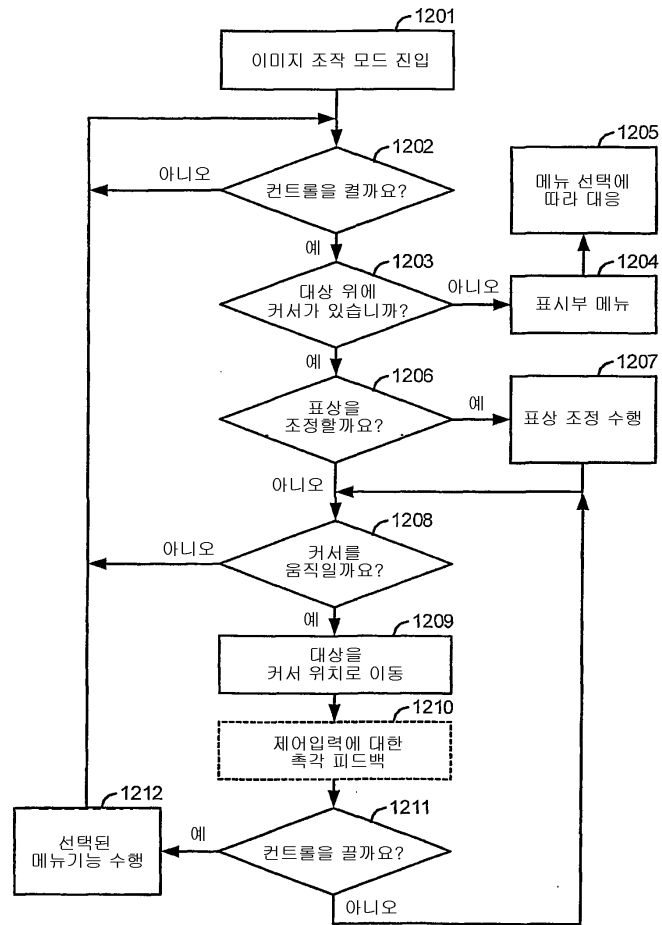 1201
이미지 조작 모드 진입
1202
컨트롤을 켤까요?
아니오
예
1205
메뉴 선택에
따라 대응
1203
대상 위에
커서가 있습니까?
아니오
예
1204
표시부 메뉴
1206
표상을
조정할까요?
예
아니오
1207
표상 조정 수행
1208
커서를
움직일까요?
아니오
예
1209
대상을
커서 위치로 이동
1210
제어입력에 대한
촉각 피드백
1211
컨트롤을 끌까요?
예
아니오
1212
선택된
메뉴기능 수행